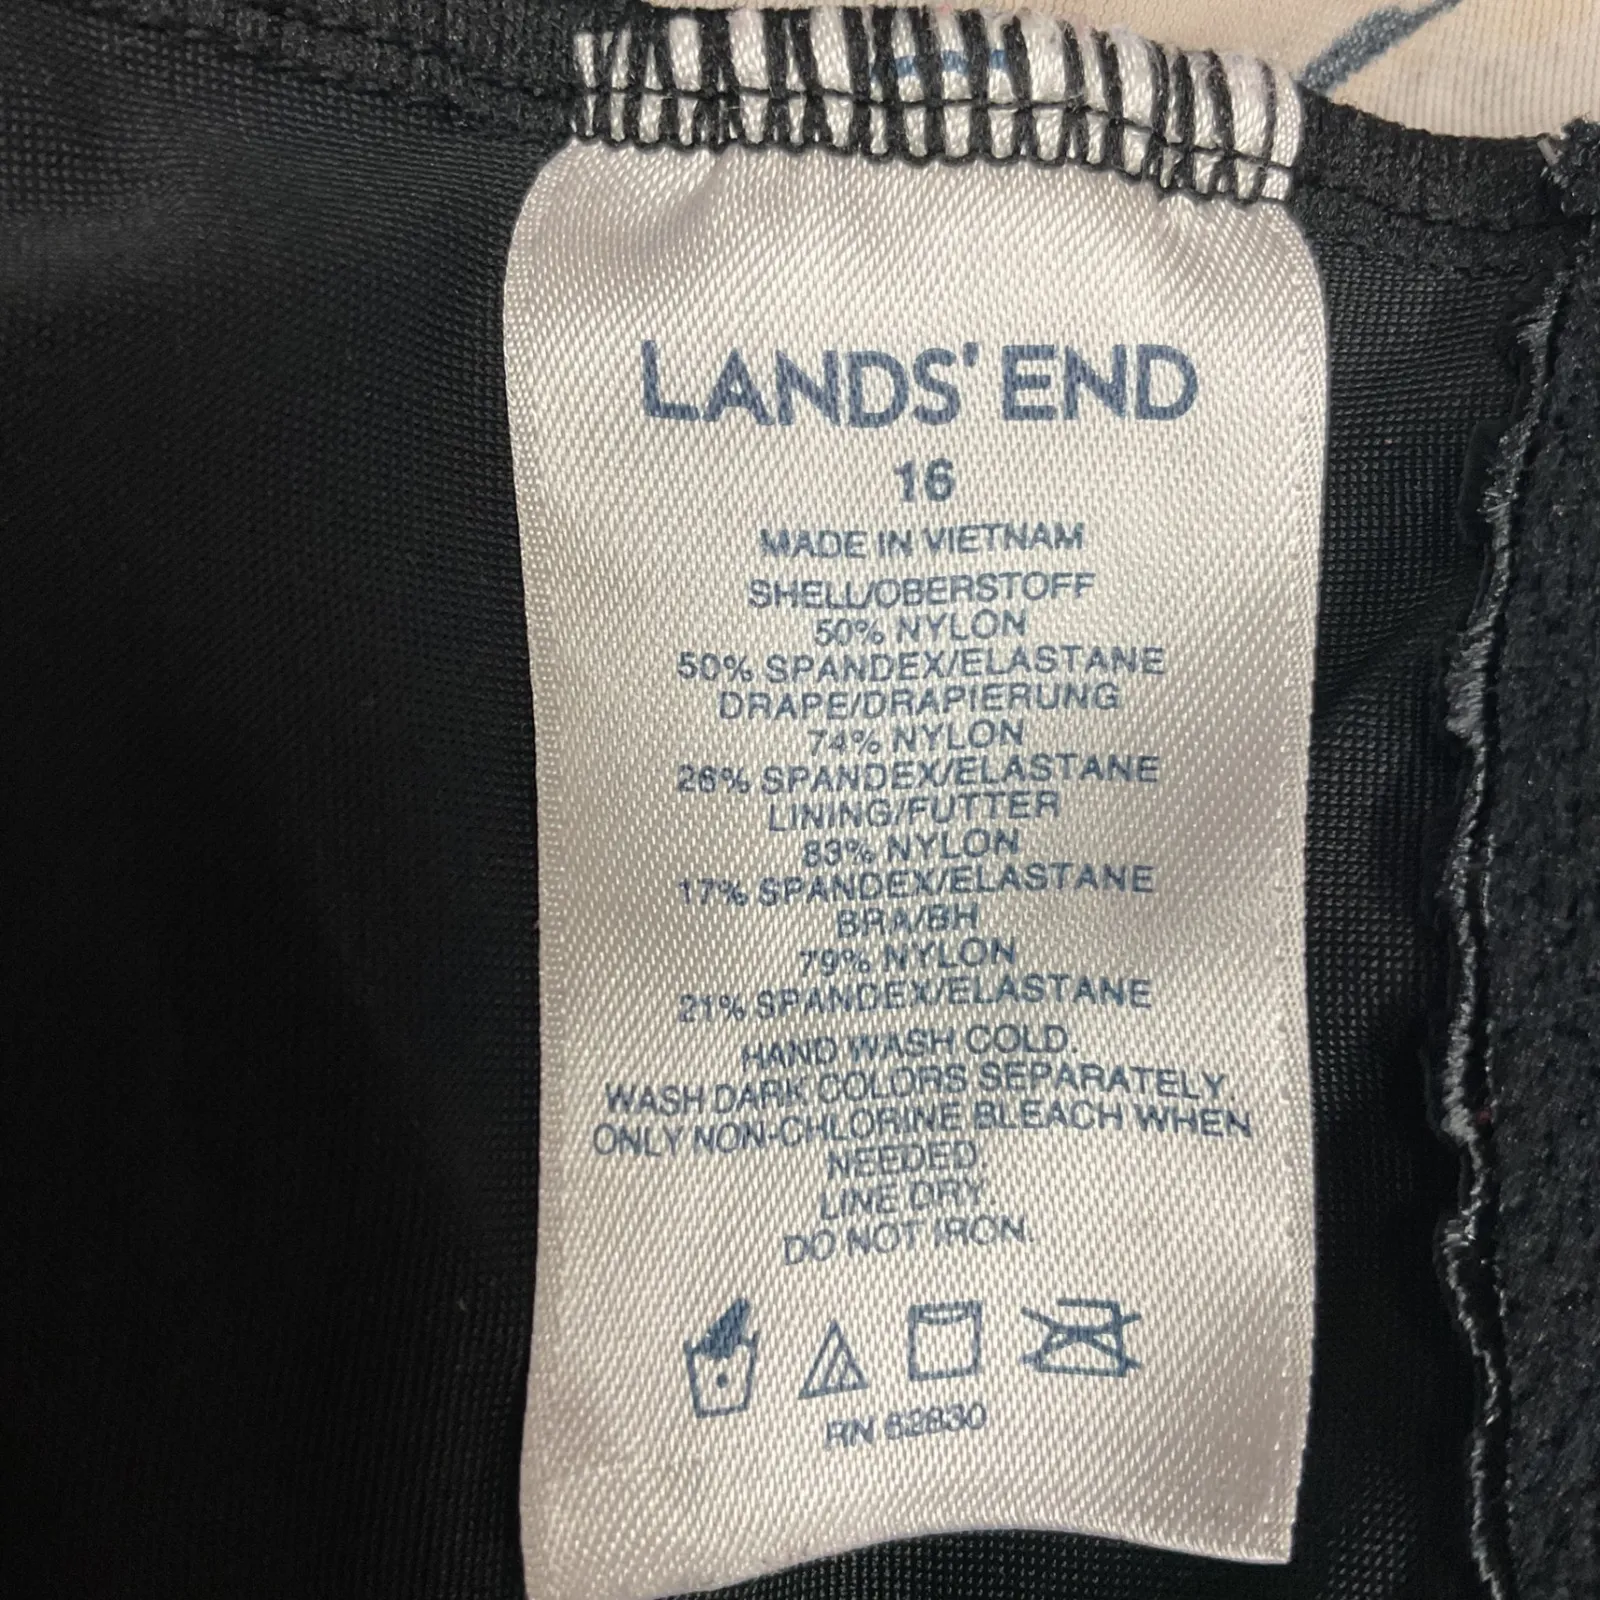 LANDS' END
16
MADE IN VIETNAM
SHELL/OBERSTOFF
50% NYLON
50% SPANDEX/ELASTANE
DRAPE/DRAPIERUNG
74% NYLON
26% SPANDEX/ELASTANE
LINING/FUTTER
83% NYLON
17% SPANDEX/ELASTANE
BRA/BH
79% NYLON
21% SPANDEX/ELASTANE
HAND WASH COLD.
WASH DARK COLORS SEPARATELY
ONLY NON-CHLORINE BLEACH WHEN
NEEDED.
LINE DRY.
DO NOT IRON.
RN 62830